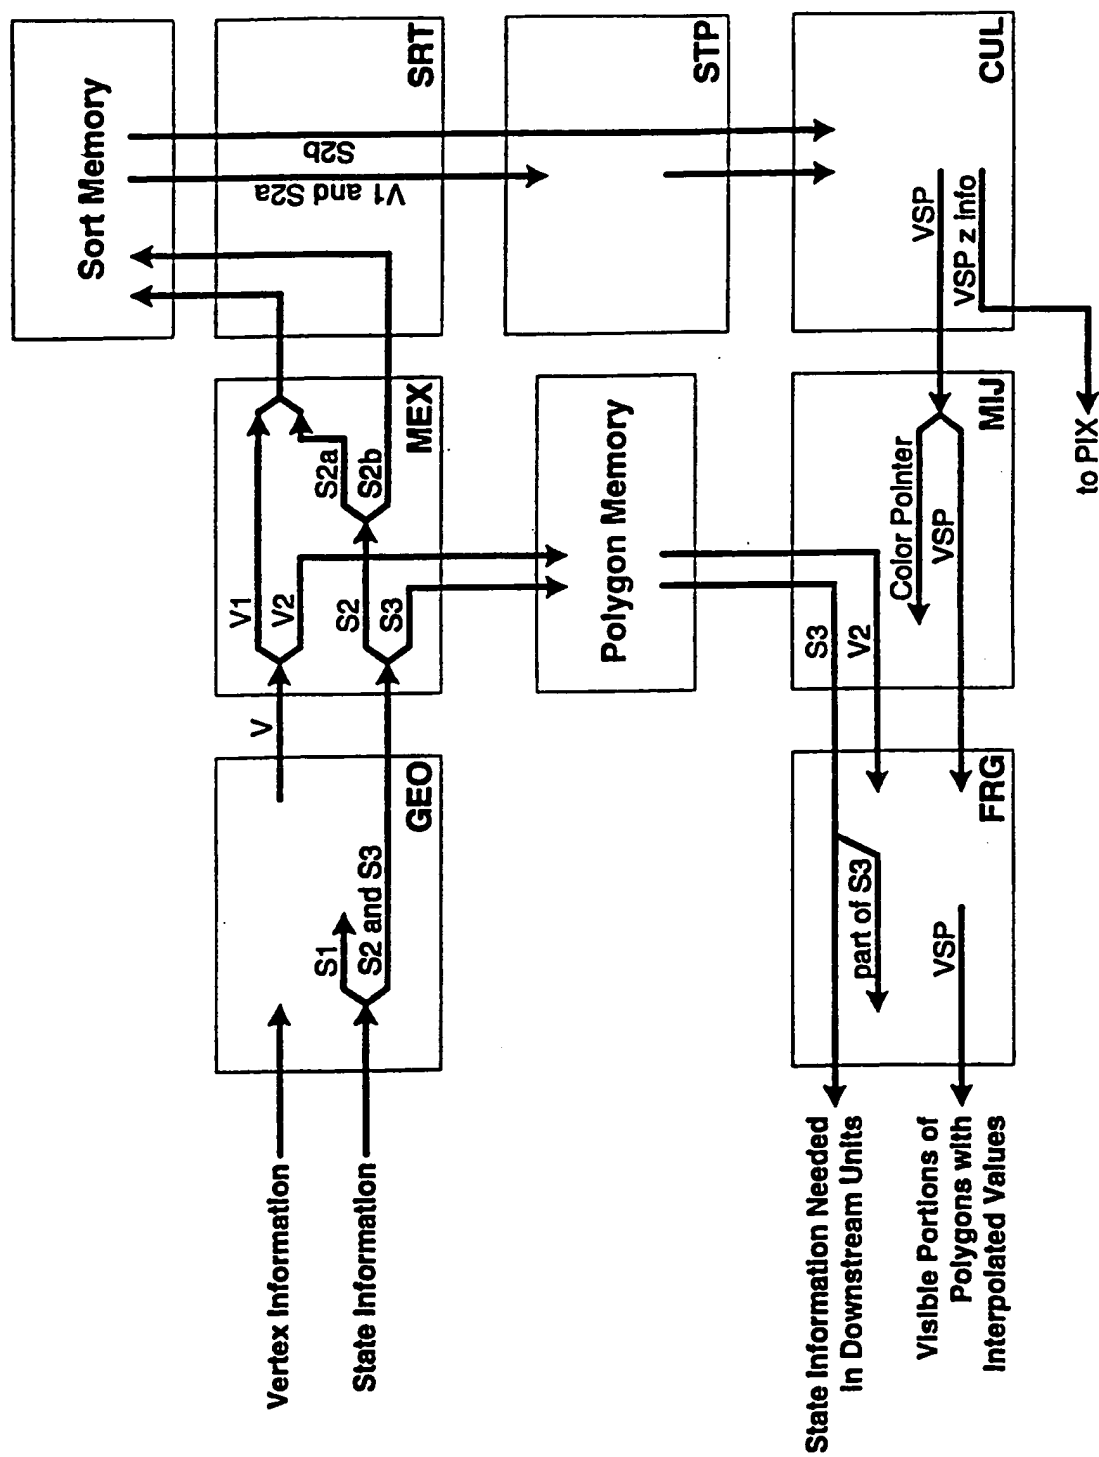 Vertex Information
State Information
V
S1
S2 and S3
GEO
V1
V2
S2
S3
S2a
S2b
MEX
Sort Memory
V1 and S2a
S2b
SRT
STP
Polygon Memory
VSP
VSP z info
CUL
to PIX
S3
V2
Color Pointer
VSP
MIJ
part of S3
VSP
FRG
State Information Needed
in Downstream Units
Visible Portions of
Polygons with
Interpolated Values